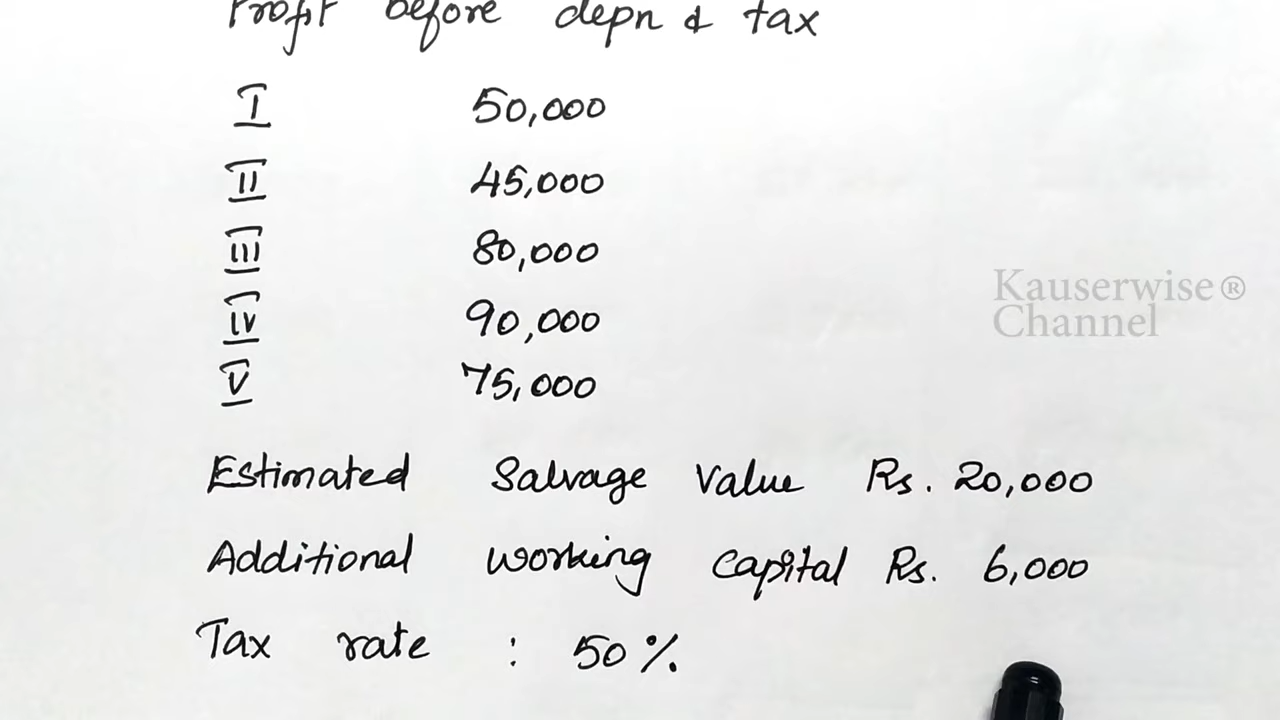 Profit before depn & tax
I 50,000
II 45,000
III 80,000
IV 90,000
V 75,000
Kauserwise®
Channel
Estimated Salvage Value Rs. 20,000
Additional Working Capital Rs. 6,000
Tax rate : 50%